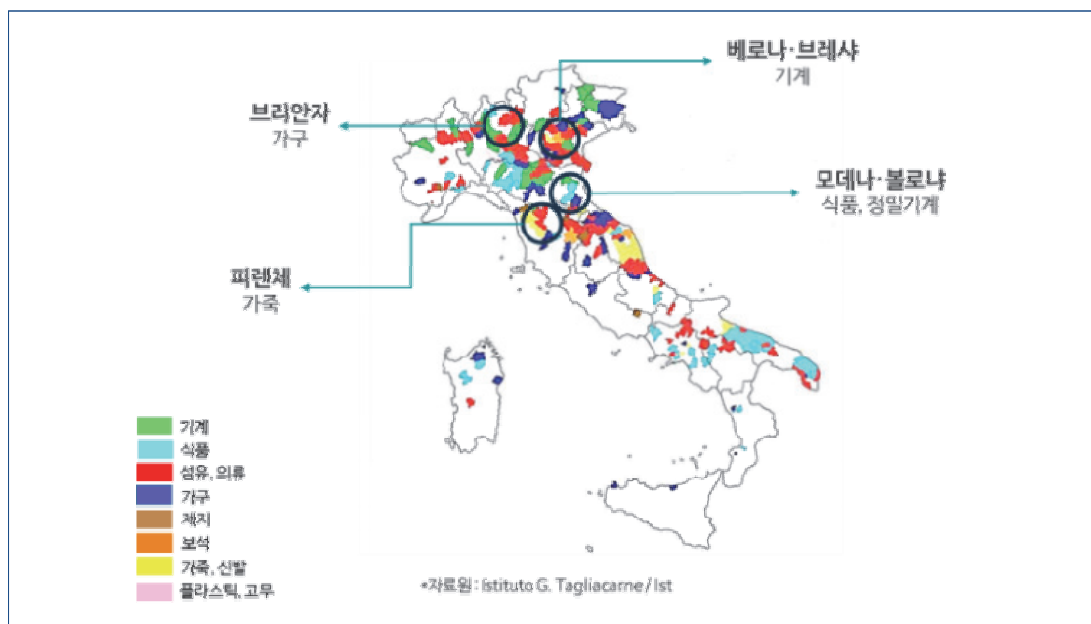 베로나·브레샤
기계
브리안자
가구
모데나·볼로냐
식품, 정밀기계
피렌체
가죽
기계
식품
섬유, 의류
가구
제지
보석
가죽, 신발
플라스틱, 고무
*자료원 : Istituto G. Tagliacarne / Ist